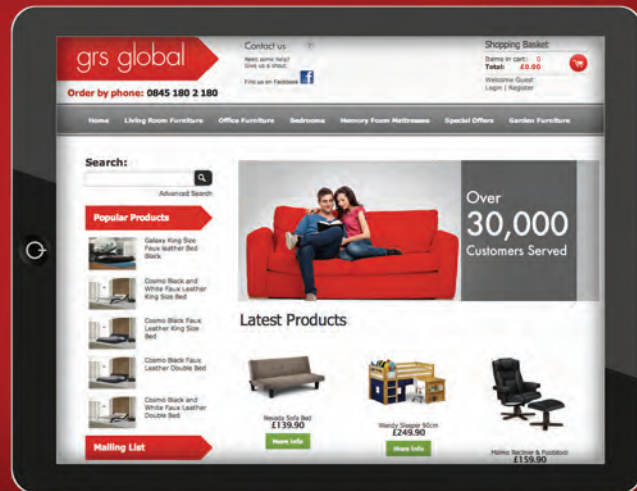 grs global
Order by phone: 0845 180 2 180
Contact us
Need some help?
Give us a shout.
Find us on Facebook
f
Shopping Basket
Items in cart: 0
Total: £0.00
Welcome Guest
Login | Register
Home
Living Room Furniture
Office Furniture
Bedrooms
Memory Foam Mattresses
Special Offers
Garden Furniture
Search:
Advanced Search
Popular Products
Galaxy King Size
Faux leather Bed
Black
Cosmo Black and
White Faux Leather
King Size Bed
Cosmo Black Faux
Leather King Size
Bed
Cosmo Black Faux
Leather Double Bed
Cosmo Black and
White Faux Leather
Double Bed
Mailing List
Over
30,000
Customers Served
Latest Products
Nevada Sofa Bed
£139.90
More Info
Wendy Sleeper 90cm
£249.90
More Info
Malmo Recliner & Footstool
£159.90